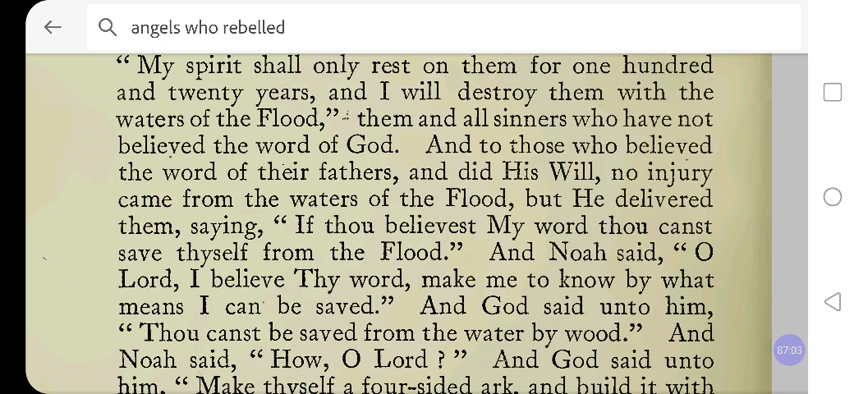 angels who rebelled
“ My spirit shall only rest on them for one hundred
and twenty years, and I will destroy them with the
waters of the Flood,” them and all sinners who have not
believed the word of God. And to those who believed
the word of their fathers, and did His Will, no injury
came from the waters of the Flood, but He delivered
them, saying, “ If thou believest My word thou canst
save thyself from the Flood.” And Noah said, “ O
Lord, I believe Thy word, make me to know by what
means I can be saved.” And God said unto him,
“ Thou canst be saved from the water by wood.” And
Noah said, “ How, O Lord ? ” And God said unto
him, “ Make thyself a four-sided ark, and build it with
87:03